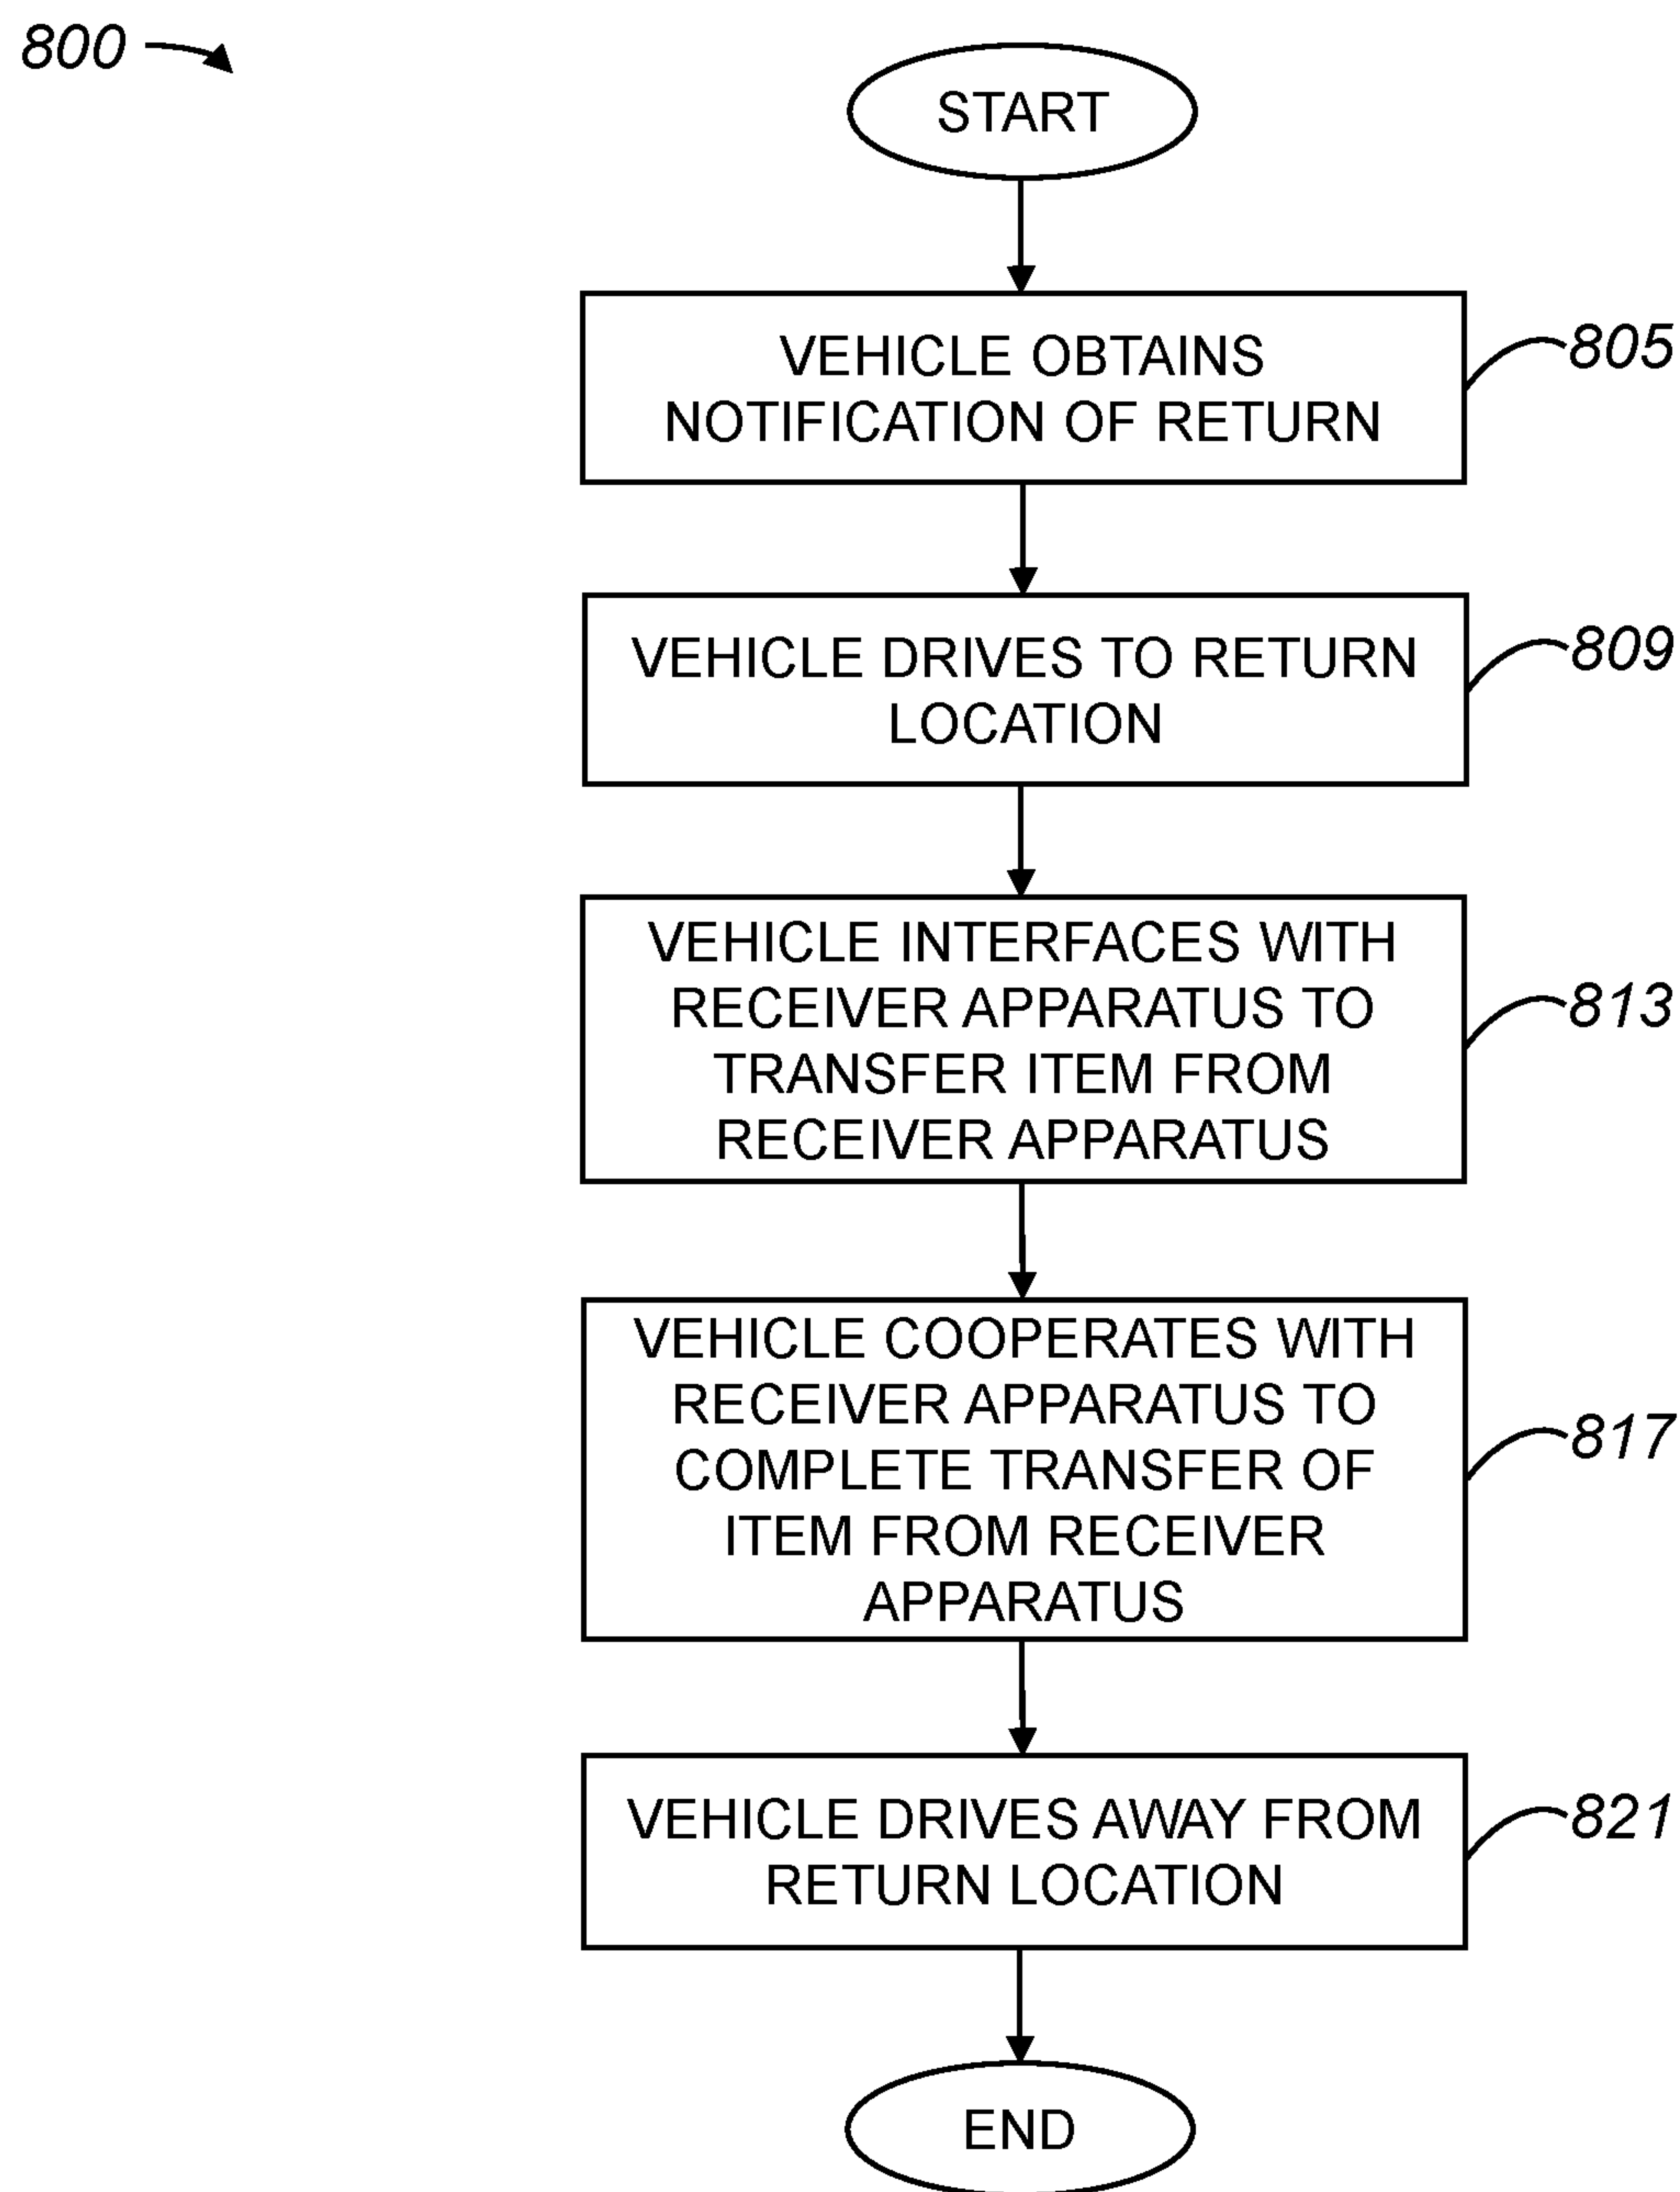 800
START
VEHICLE OBTAINS
NOTIFICATION OF RETURN
805
VEHICLE DRIVES TO RETURN
LOCATION
809
VEHICLE INTERFACES WITH
RECEIVER APPARATUS TO
TRANSFER ITEM FROM
RECEIVER APPARATUS
813
VEHICLE COOPERATES WITH
RECEIVER APPARATUS TO
COMPLETE TRANSFER OF
ITEM FROM RECEIVER
APPARATUS
817
VEHICLE DRIVES AWAY FROM
RETURN LOCATION
821
END